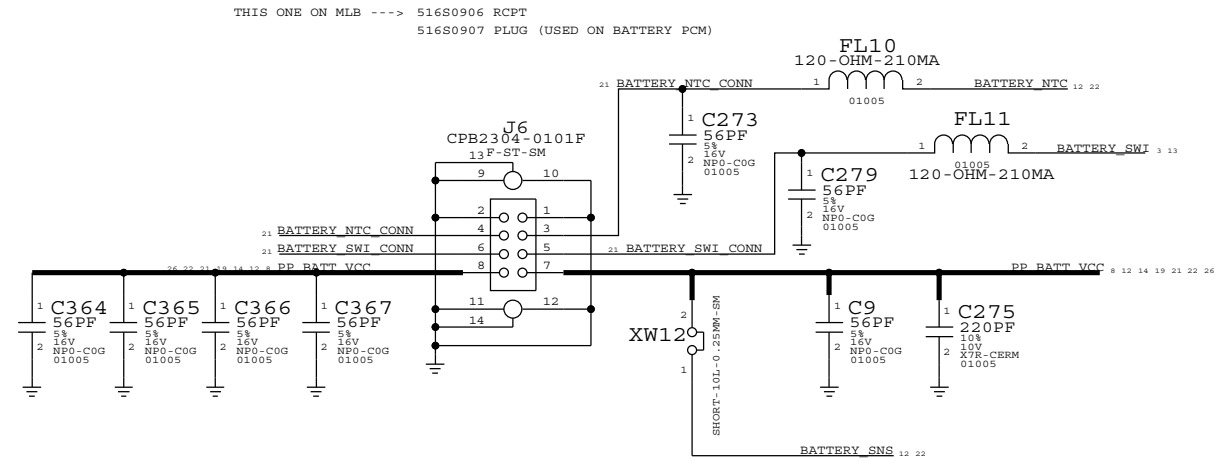 THIS ONE ON MLB ---> 516S0906 RCPT
516S0907 PLUG (USED ON BATTERY PCM)
FL10
120-OHM-210MA
21 BATTERY_NTC_CONN
1
2
BATTERY_NTC 12 22
01005
C273
1
56PF
5%
16V
NP0-C0G
01005
2
FL11
1
2
BATTERY_SWI 3 13
01005
120-OHM-210MA
C279
1
56PF
5%
16V
NP0-C0G
01005
2
J6
CPB2304-0101F
F-ST-SM
13
9
10
2
1
21 BATTERY_NTC_CONN
4
3
21 BATTERY_SWI_CONN
6
5
21 BATTERY_SWI_CONN
26 22 21 19 14 12 8 PP_BATT_VCC
8
7
PP_BATT_VCC 8 12 14 19 21 22 26
11
12
14
C364
1
56PF
5%
16V
NP0-C0G
01005
2
C365
1
56PF
5%
16V
NP0-C0G
01005
2
C366
1
56PF
5%
16V
NP0-C0G
01005
2
C367
1
56PF
5%
16V
NP0-C0G
01005
2
XW12
2
1
SHORT-10L-0.25MM-SM
C9
1
56PF
5%
16V
NP0-C0G
01005
2
C275
1
220PF
10%
10V
X7R-CERM
01005
2
BATTERY_SNS 12 22